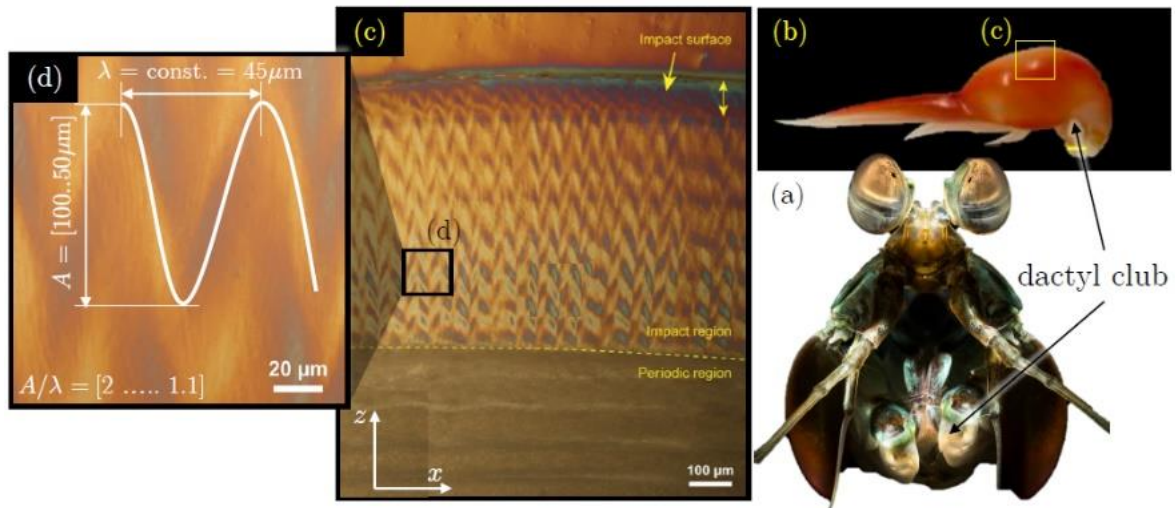 (d)
λ = const. = 45μm
A = [100..50μm]
20 μm
A/λ = [2 ..... 1.1]
(c)
Impact surface
(d)
Impact region
Periodic region
z
x
100 μm
(b)
(c)
(a)
dactyl club